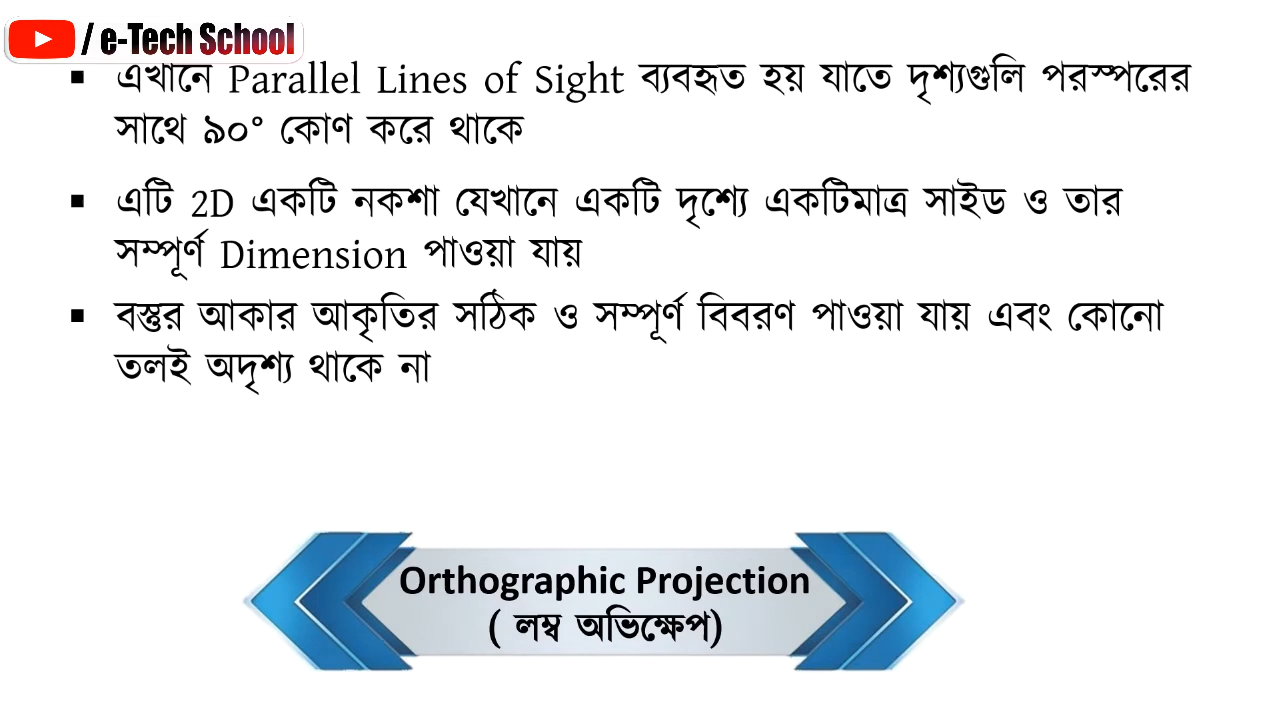 / e-Tech School
▪ এখানে Parallel Lines of Sight ব্যবহৃত হয় যাতে দৃশ্যগুলি পরস্পরের
সাথে ৯০° কোণ করে থাকে
▪ এটি 2D একটি নকশা যেখানে একটি দৃশ্যে একটিমাত্র সাইড ও তার
সম্পূর্ণ Dimension পাওয়া যায়
▪ বস্তুর আকার আকৃতির সঠিক ও সম্পূর্ণ বিবরণ পাওয়া যায় এবং কোনো
তলই অদৃশ্য থাকে না
Orthographic Projection
( লম্ব অভিক্ষেপ)